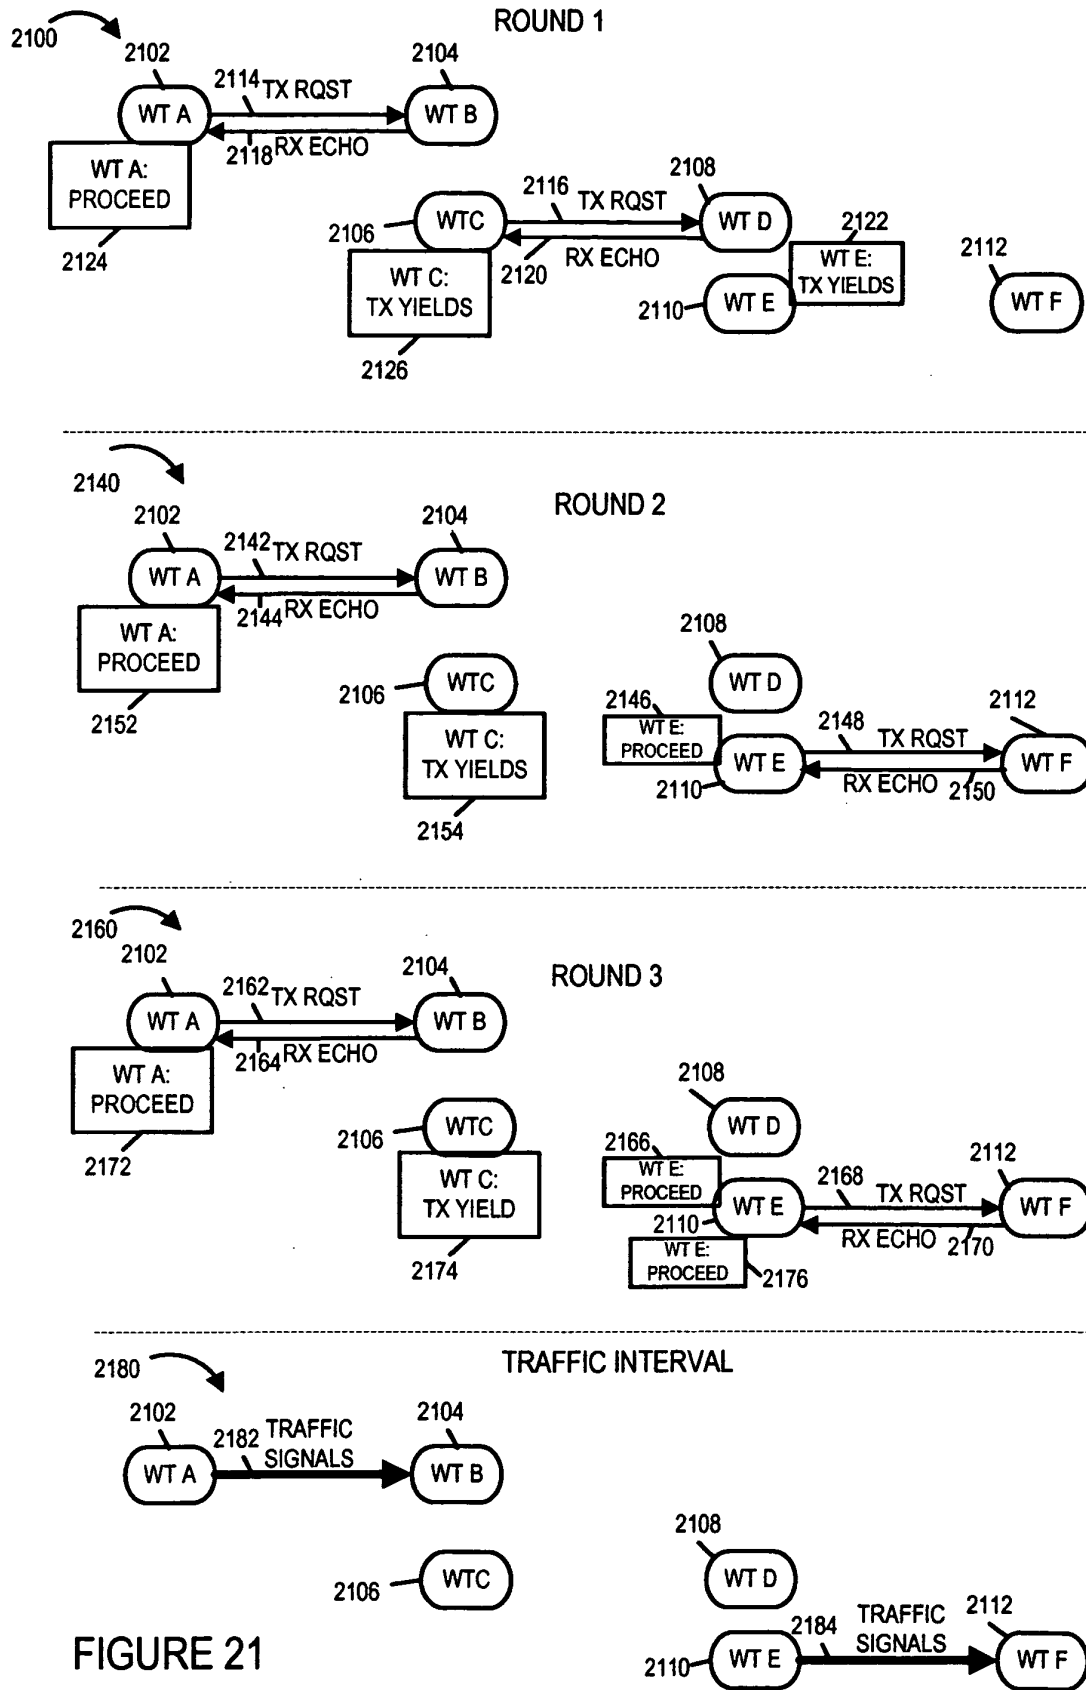 ROUND 1
2100
2102
2104
2114 TX RQST
WT A
WT B
2118 RX ECHO
WT A:
PROCEED
2124
2108
2116 TX RQST
2106
WTC
WT D
2122
2120 RX ECHO
WT C:
TX YIELDS
WT E:
TX YIELDS
2112
2110
WT E
WT F
2126
2140
ROUND 2
2102
2104
2142 TX RQST
WT A
WT B
2144 RX ECHO
WT A:
PROCEED
2152
2108
2106
WTC
WT D
2146
2148
2112
WT C:
TX YIELDS
WT E:
PROCEED
TX RQST
WT E
WT F
2110
RX ECHO
2150
2154
2160
2102
2104
ROUND 3
2162 TX RQST
WT A
WT B
2164 RX ECHO
WT A:
PROCEED
2172
2108
2106
WTC
WT D
2166
2168
2112
WT C:
TX YIELD
WT E:
PROCEED
TX RQST
WT E
WT F
2110
RX ECHO
2170
WT E:
PROCEED
2176
2174
TRAFFIC INTERVAL
2180
2102
2104
2182 TRAFFIC
SIGNALS
WT A
WT B
2108
2106
WTC
WT D
2184 TRAFFIC
SIGNALS
2112
FIGURE 21
2110
WT E
WT F